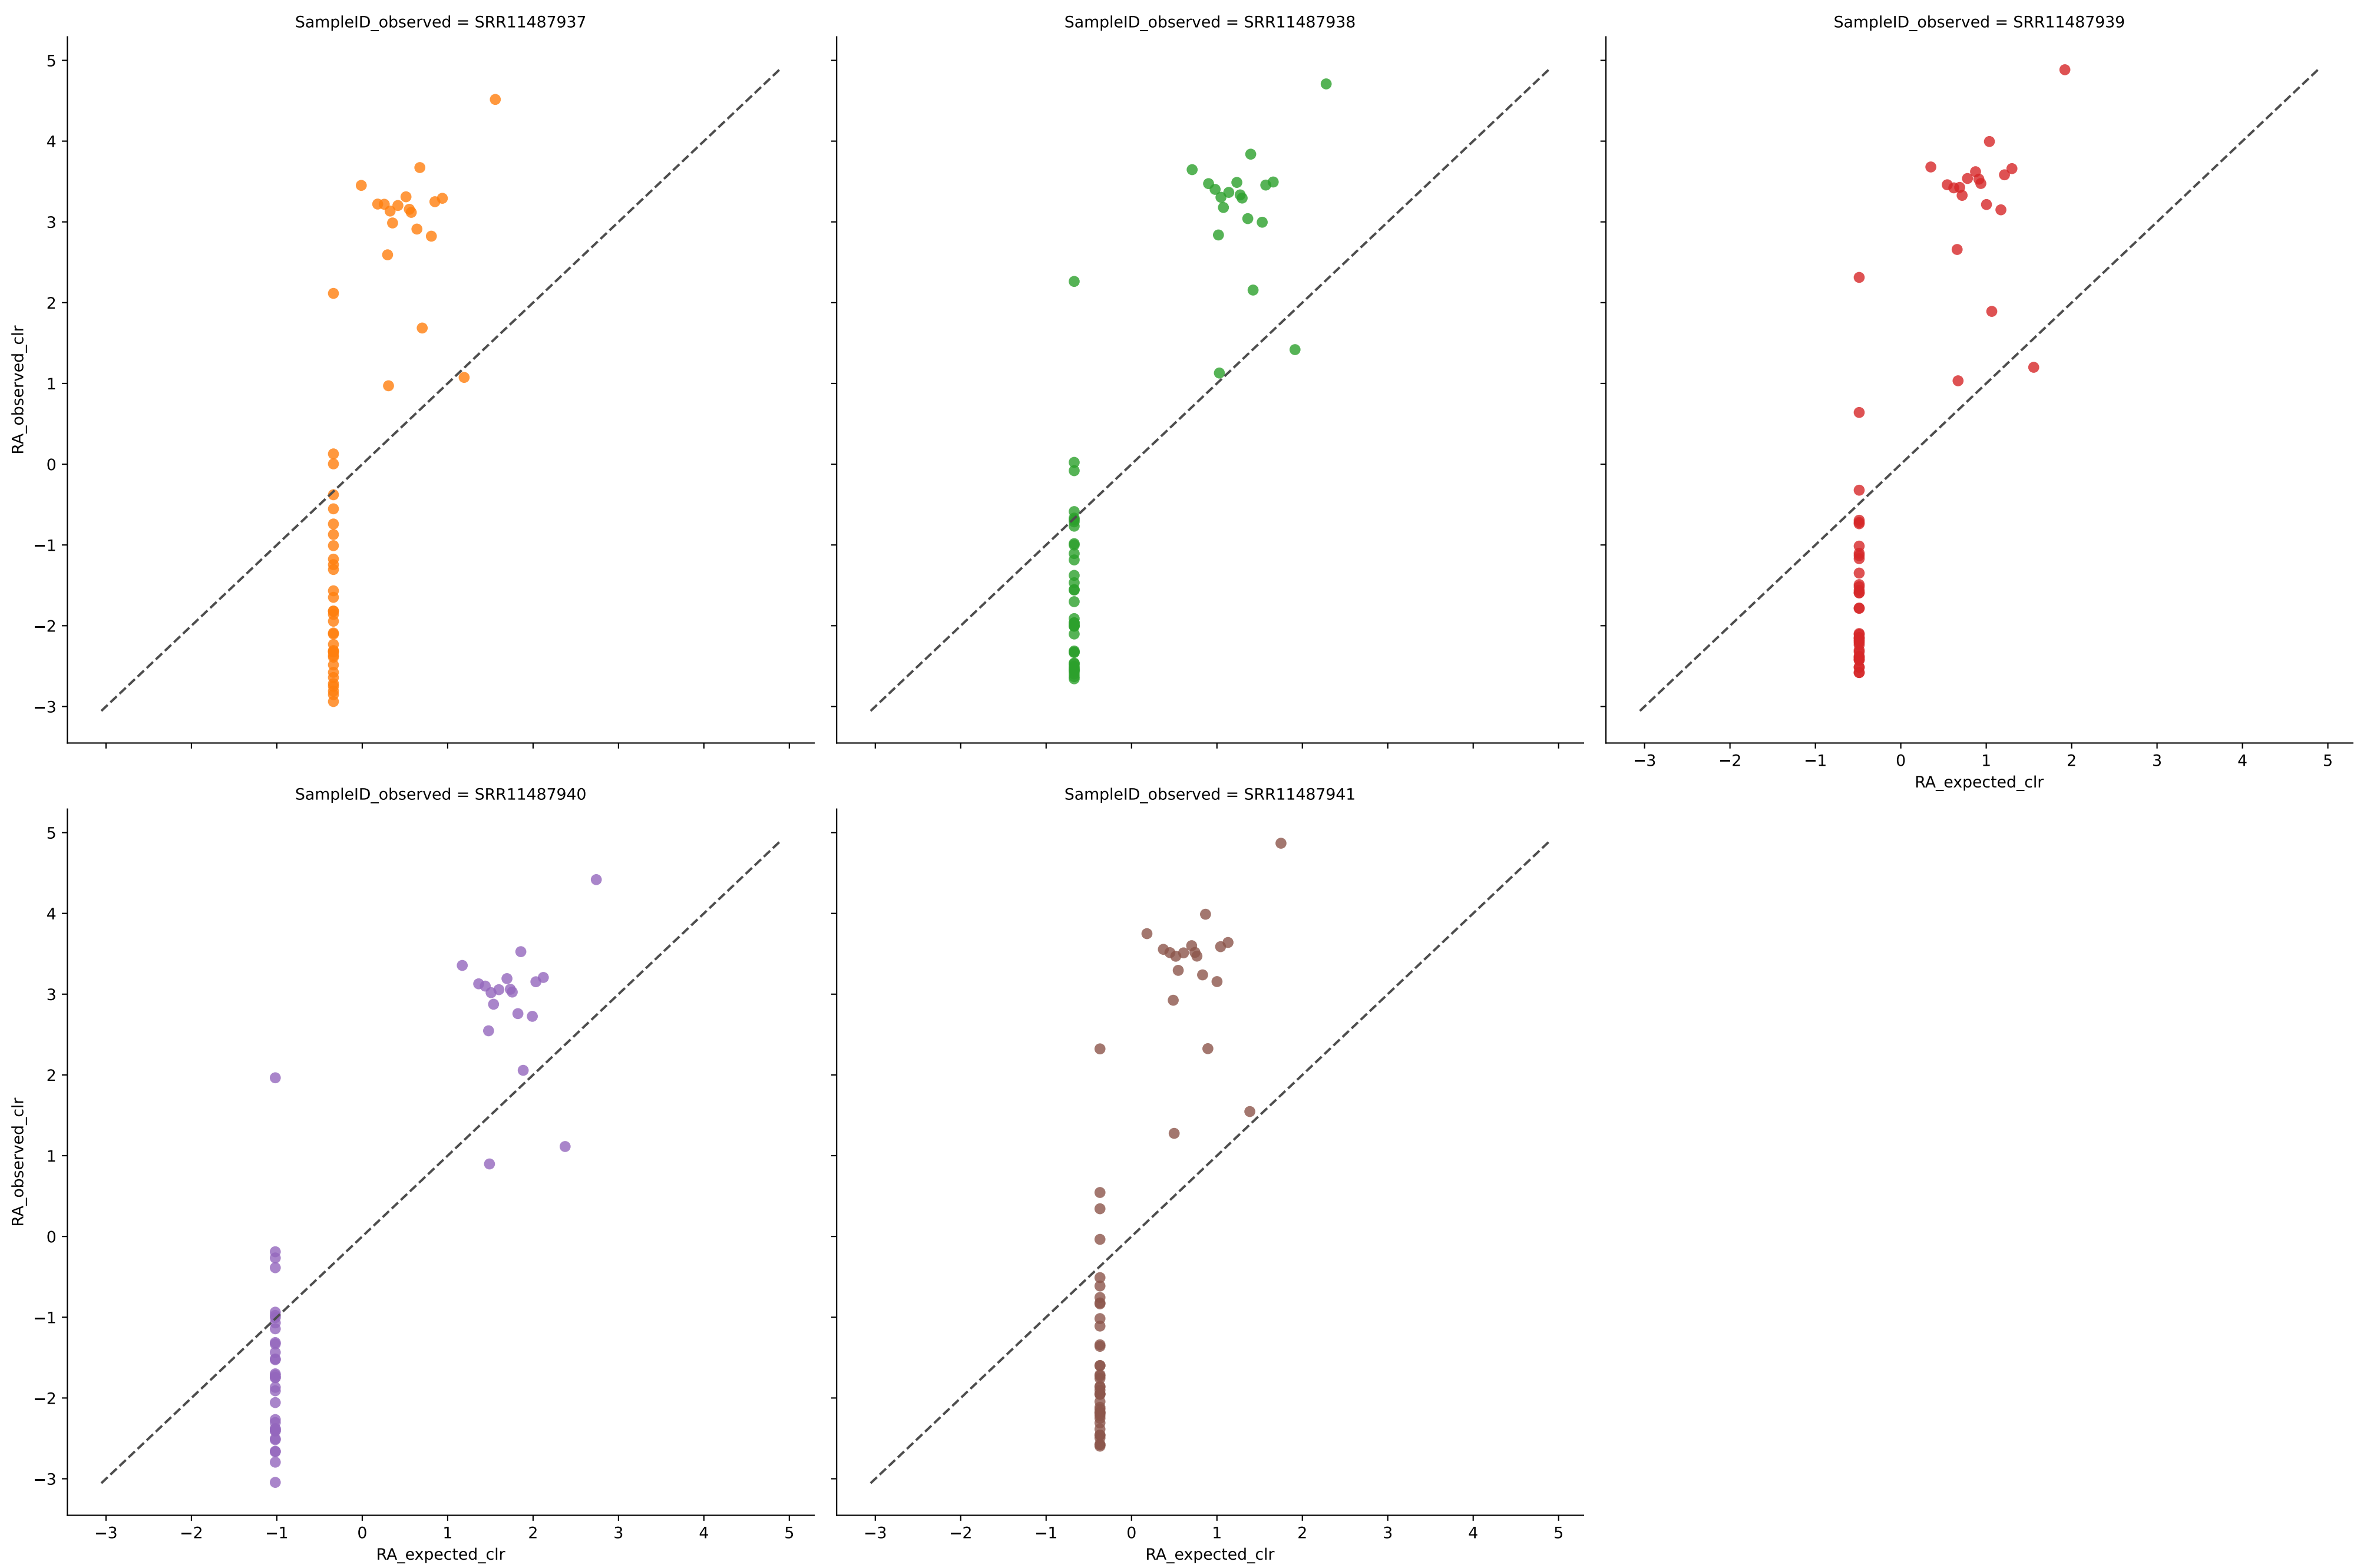 SampleID_observed = SRR11487937
SampleID_observed = SRR11487938
SampleID_observed = SRR11487939
5
4
3
2
1
0
−1
−2
−3
RA_observed_clr
−3 −2 −1 0 1 2 3 4 5
RA_expected_clr
SampleID_observed = SRR11487940
SampleID_observed = SRR11487941
5
4
3
2
1
0
−1
−2
−3
RA_observed_clr
−3 −2 −1 0 1 2 3 4 5
−3 −2 −1 0 1 2 3 4 5
RA_expected_clr
RA_expected_clr